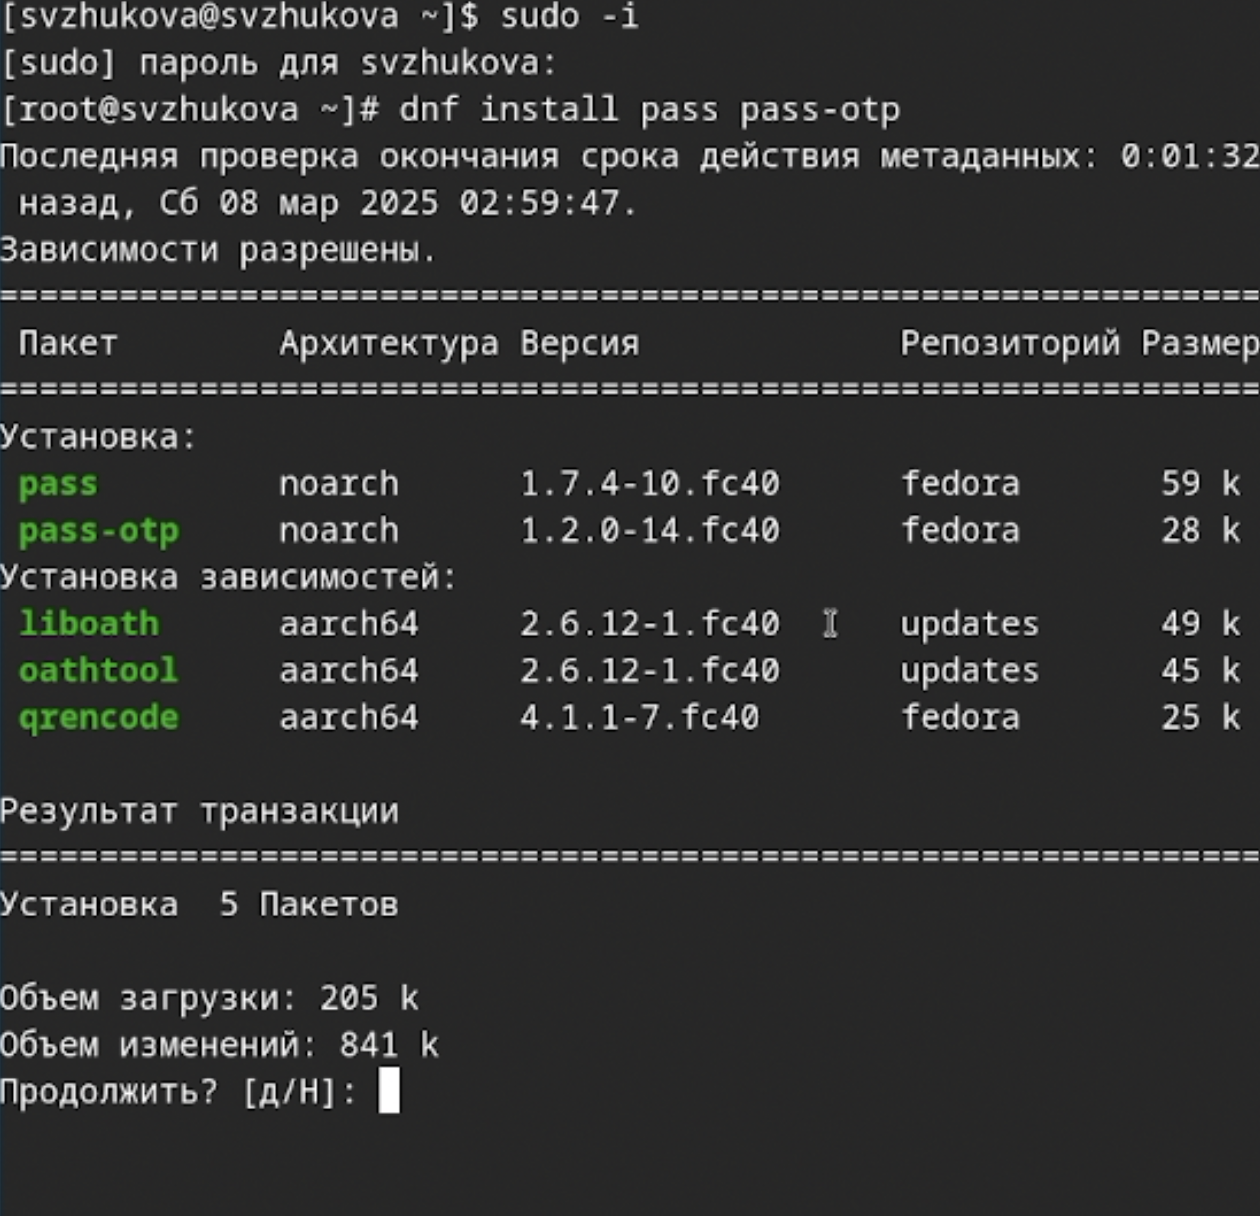 [svzhukova@svzhukova ~]$ sudo -i
[sudo] пароль для svzhukova:
[root@svzhukova ~]# dnf install pass pass-otp
Последняя проверка окончания срока действия метаданных: 0:01:32
назад, Сб 08 мар 2025 02:59:47.
Зависимости разрешены.
================================================================
Пакет Архитектура Версия Репозиторий Размер
================================================================
Установка:
pass noarch 1.7.4-10.fc40 fedora 59 k
pass-otp noarch 1.2.0-14.fc40 fedora 28 k
Установка зависимостей:
liboath aarch64 2.6.12-1.fc40 updates 49 k
oathtool aarch64 2.6.12-1.fc40 updates 45 k
qrencode aarch64 4.1.1-7.fc40 fedora 25 k
Результат транзакции
================================================================
Установка 5 Пакетов
Объем загрузки: 205 k
Объем изменений: 841 k
Продолжить? [д/Н]: